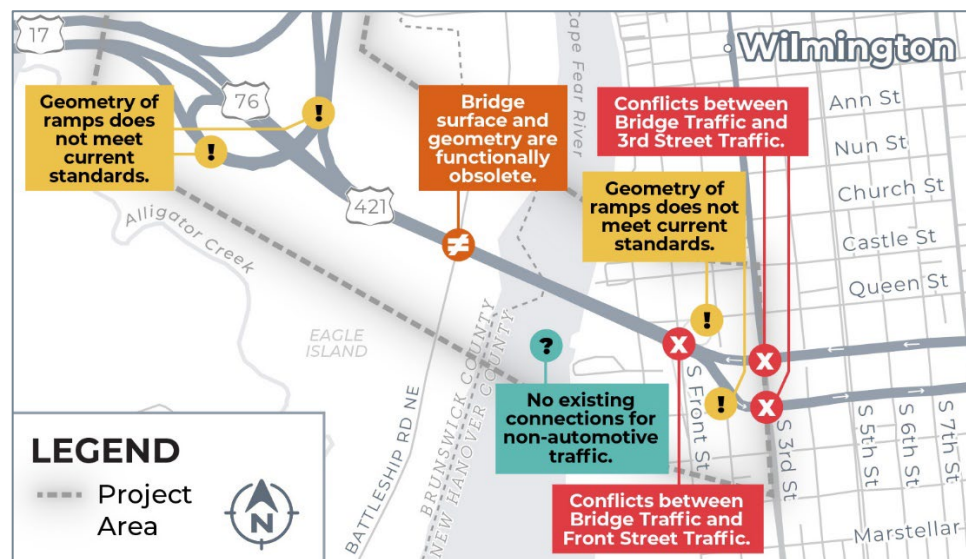 17
76
421
Geometry of
ramps does
not meet
current
standards.
Bridge
surface and
geometry are
functionally
obsolete.
Cape Fear River
Wilmington
Conflicts between
Bridge Traffic and
3rd Street Traffic.
Geometry of
ramps does not
meet current
standards.
Ann St
Nun St
Church St
Castle St
Queen St
Alligator Creek
EAGLE
ISLAND
!
!
≠
?
!
!
X
X
X
No existing
connections for
non-automotive
traffic.
BATTLESHIP RD NE
BRUNSWICK COUNTY
NEW HANOVER COUNTY
S Front St
S 3rd St
S 5th St
S 6th St
S 7th St
Conflicts between
Bridge Traffic and
Front Street Traffic.
Marstellar
LEGEND
Project
Area
N